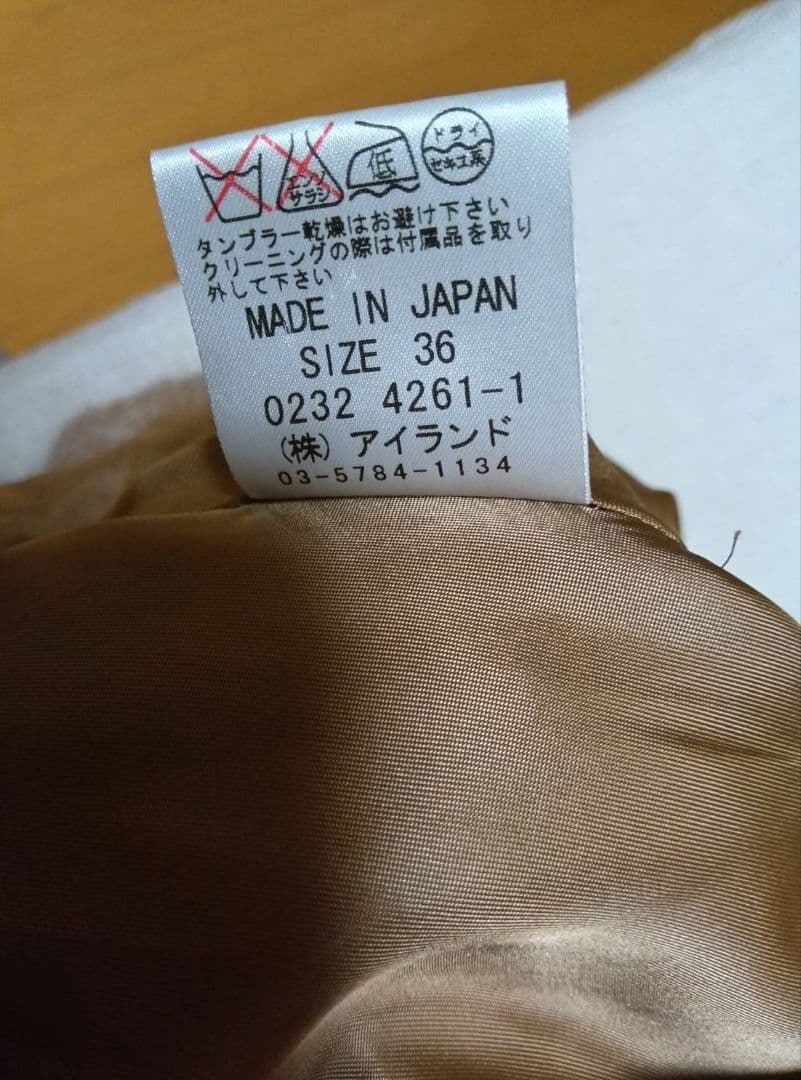 エンソ
サラシ
低
ドライ
セキユ系
タンブラー乾燥はお避け下さい
クリーニングの際は付属品を取り
外して下さい
MADE IN JAPAN
SIZE 36
0232 4261-1
(株) アイランド
03-5784-1134